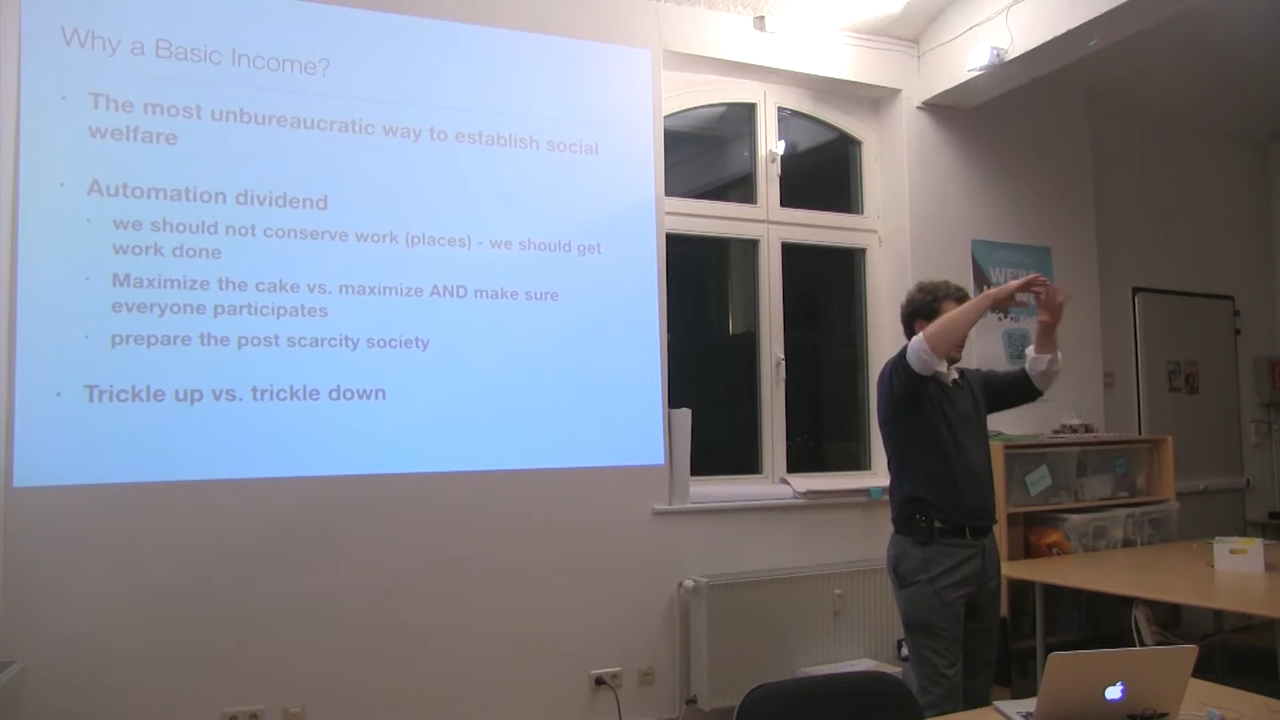 Why a Basic Income?
The most unbureaucratic way to establish social
welfare
Automation dividend
we should not conserve work (places) - we should get
work done
Maximize the cake vs. maximize AND make sure
everyone participates
prepare the post scarcity society
Trickle up vs. trickle down
WE'RE